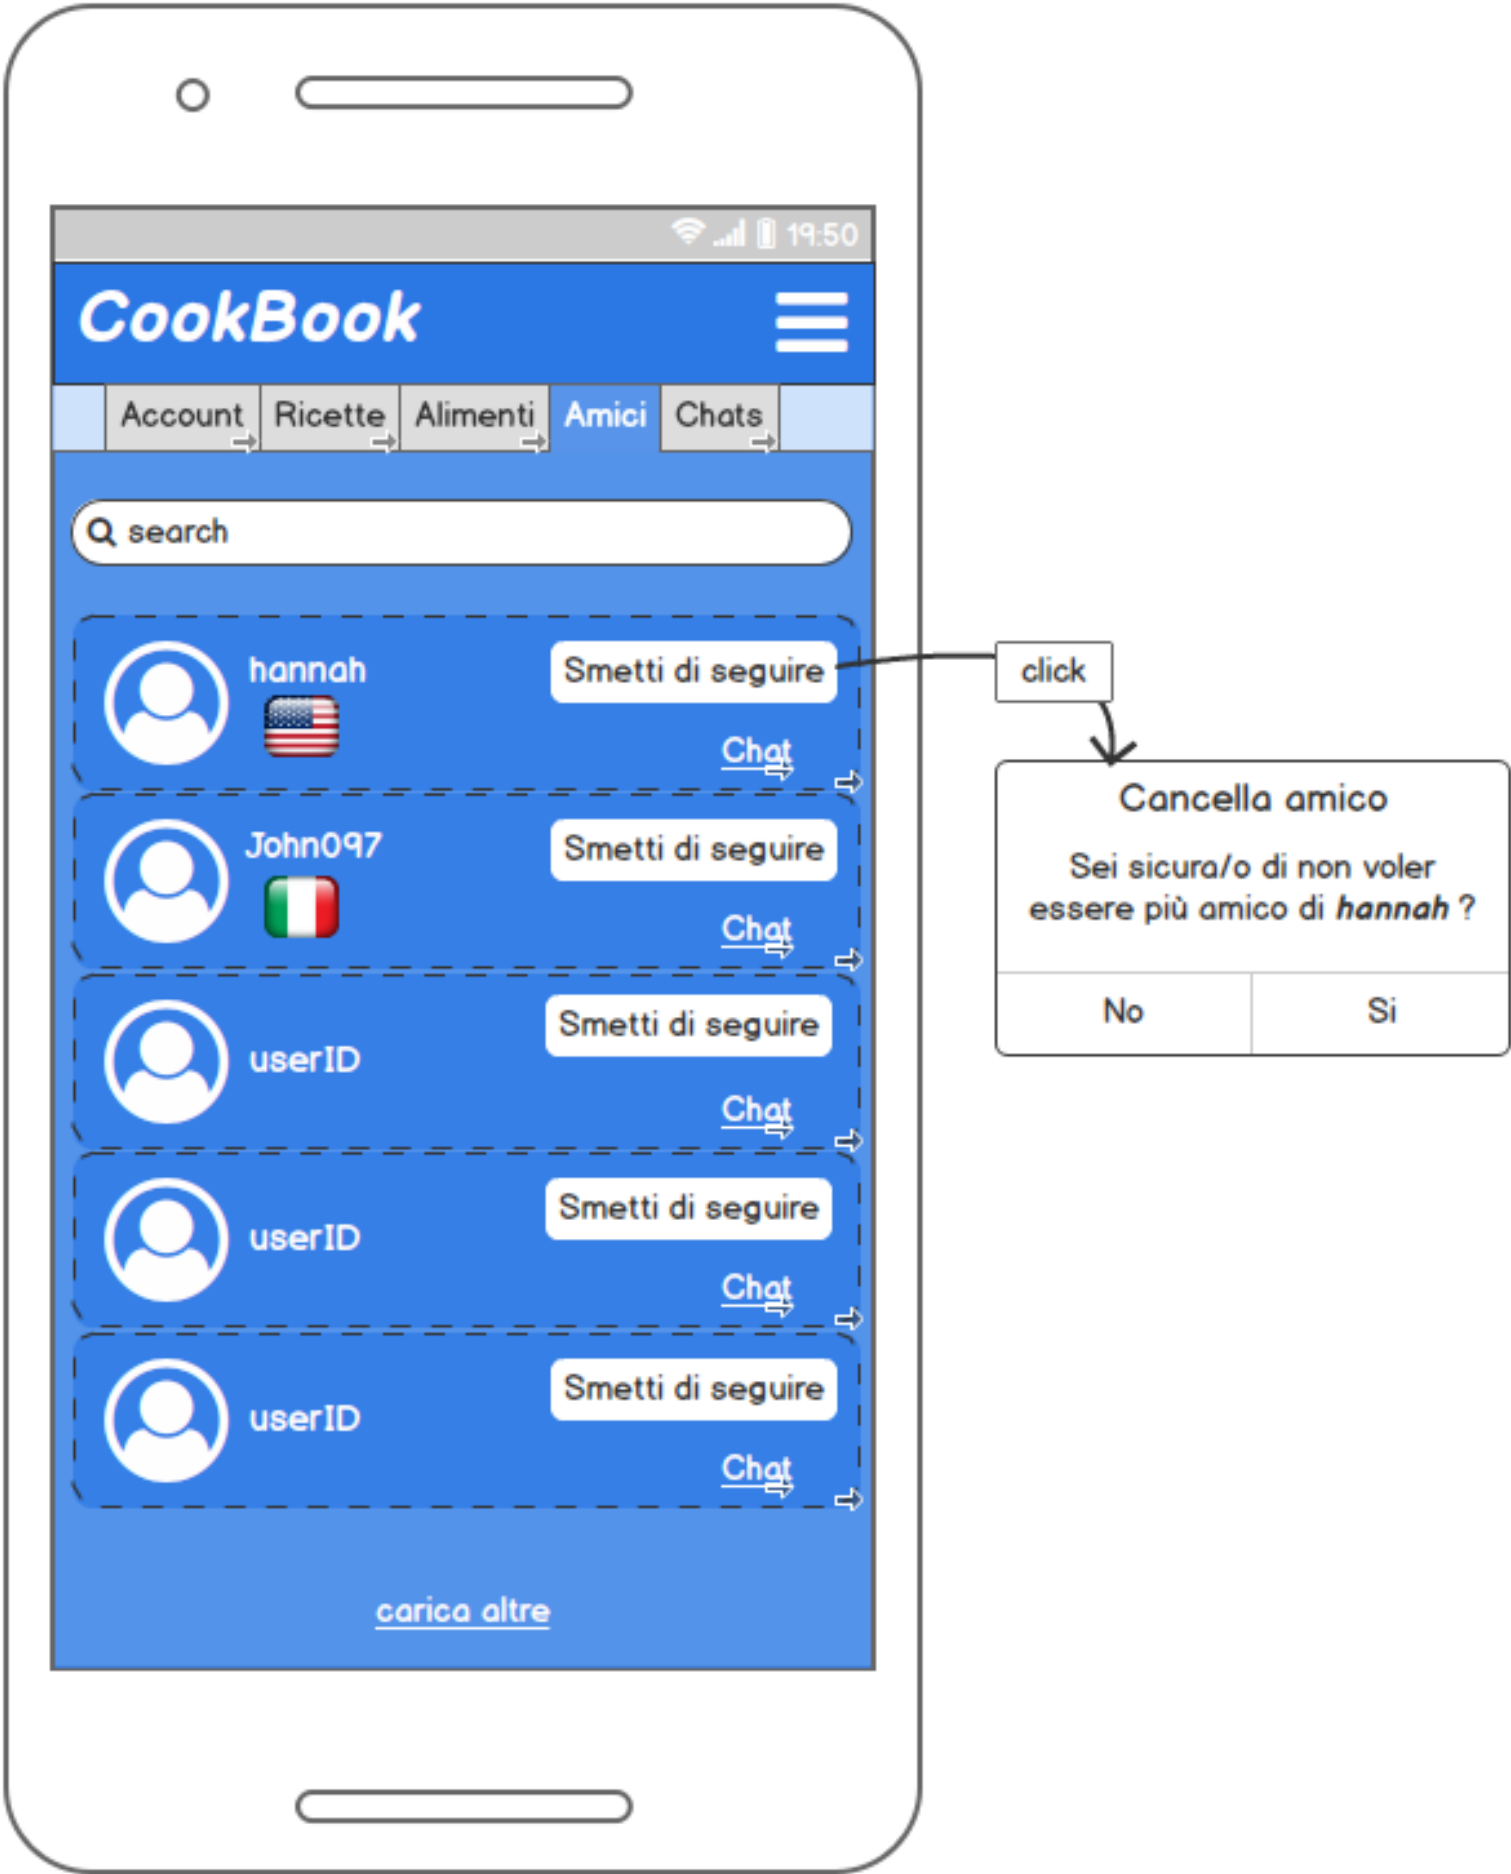 19:50
CookBook
Account Ricette Alimenti Amici Chats
search
hannah
Smetti di seguire
Chat
John097
Smetti di seguire
Chat
userID
Smetti di seguire
Chat
userID
Smetti di seguire
Chat
userID
Smetti di seguire
Chat
carica altre
click
Cancella amico
Sei sicura/o di non voler
essere più amico di hannah ?
No Si